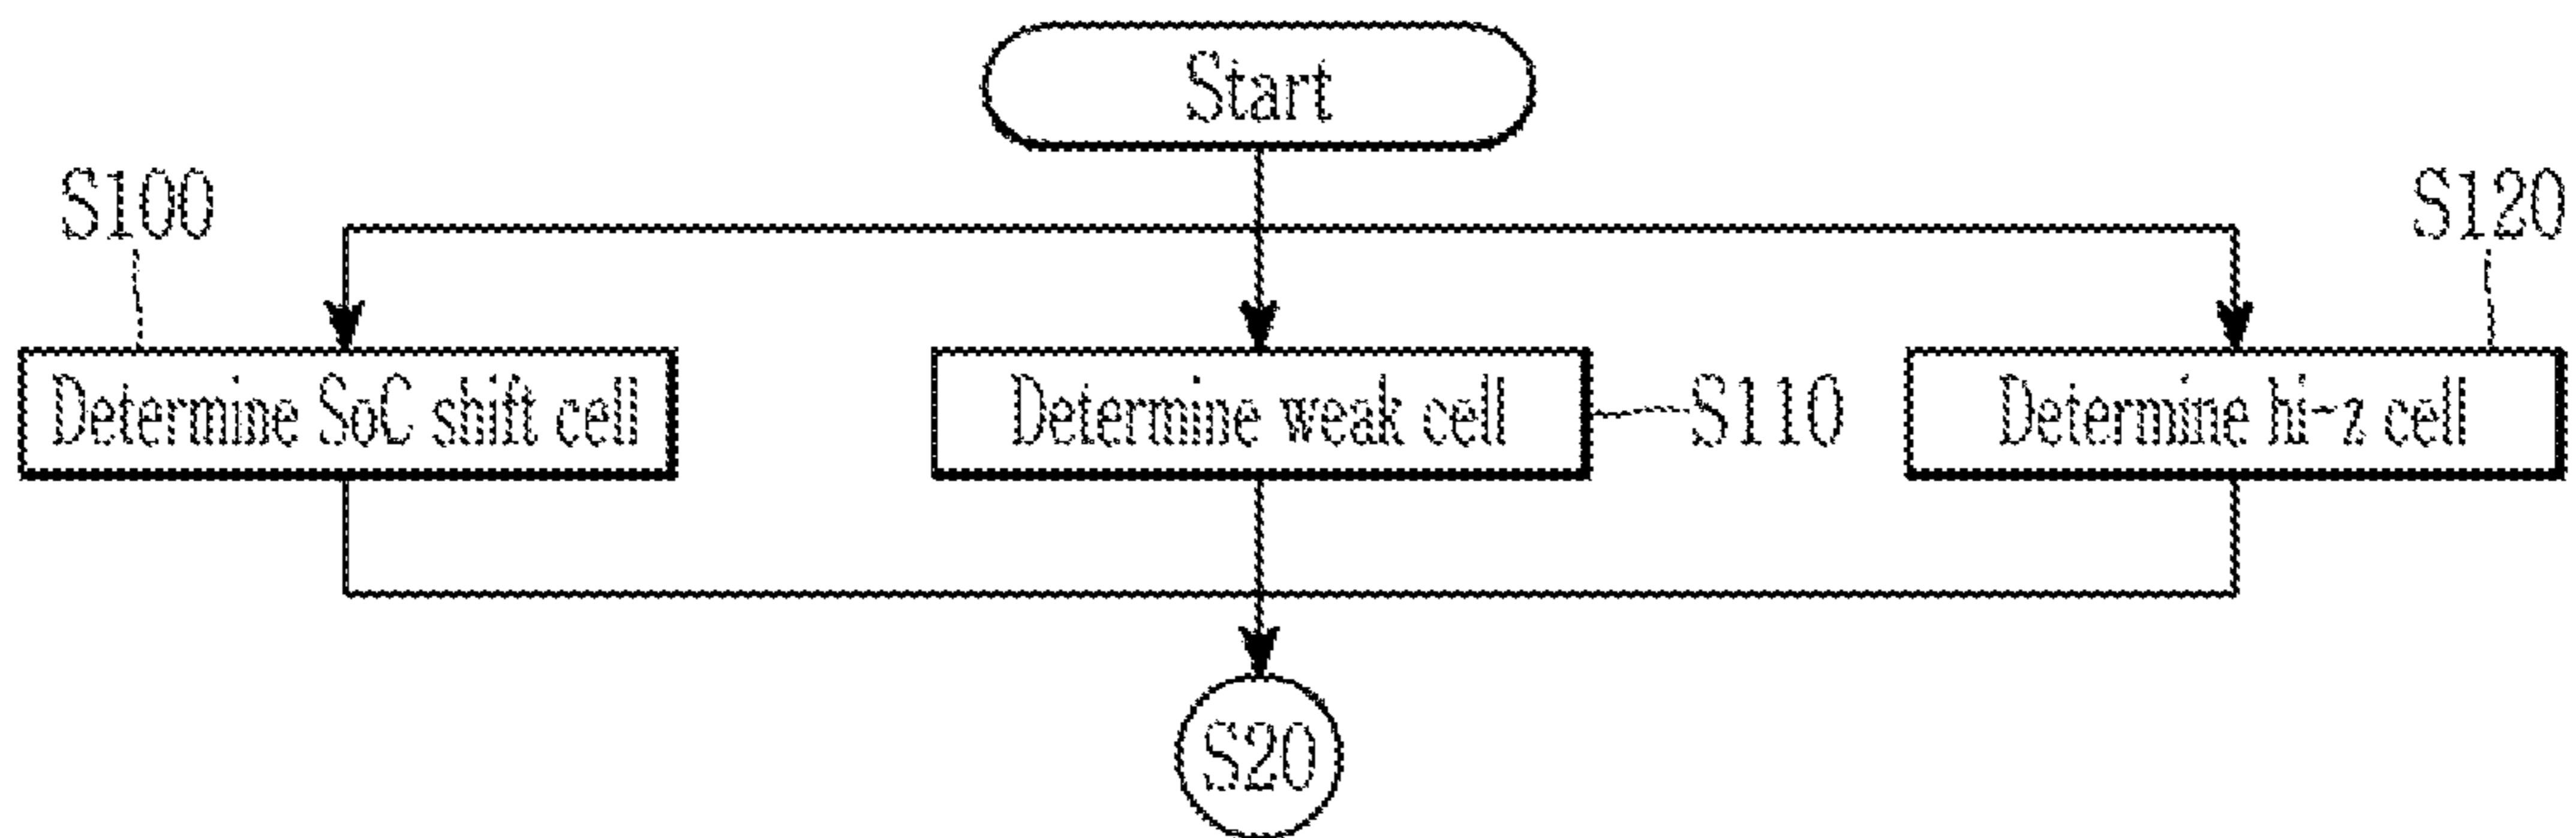 Start
S100
S120
Determine SoC shift cell
Determine weak cell
S110
Determine hi-z cell
S20